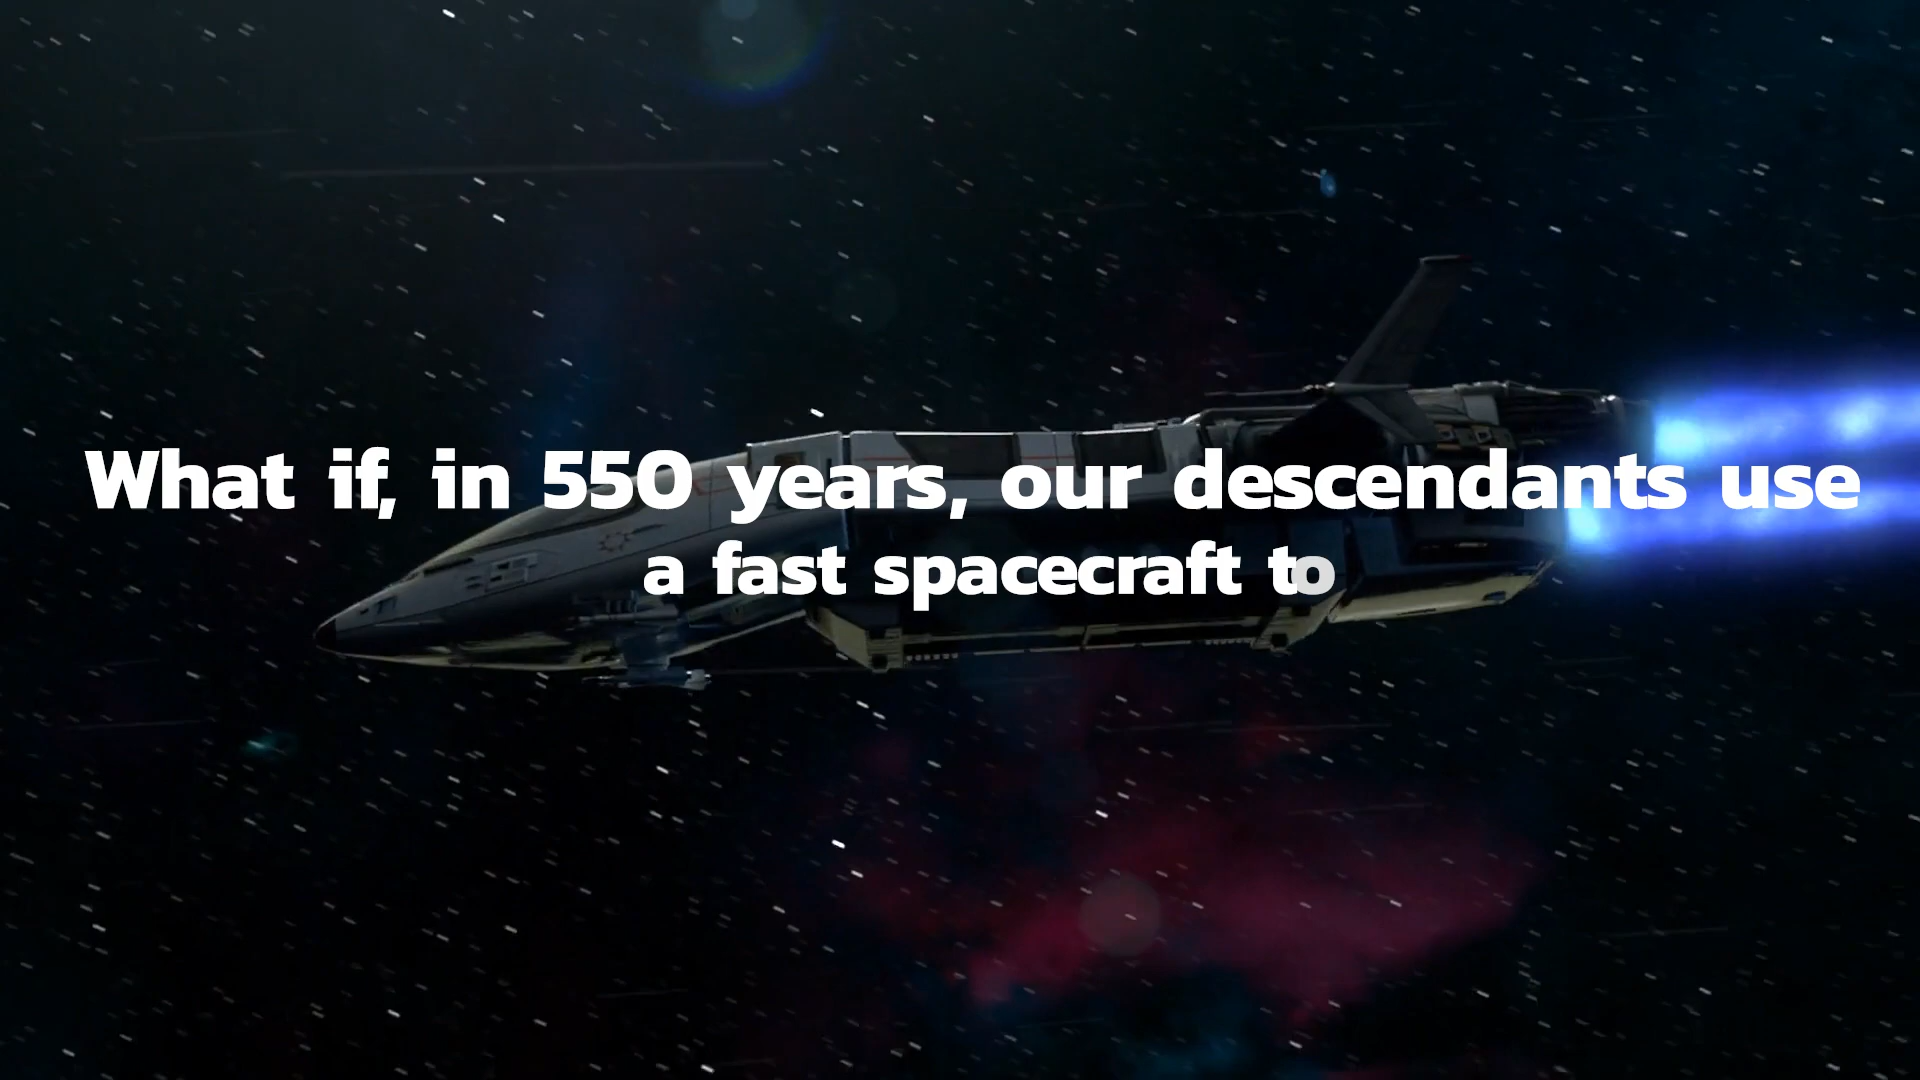 What if, in 550 years, our descendants use
a fast spacecraft to